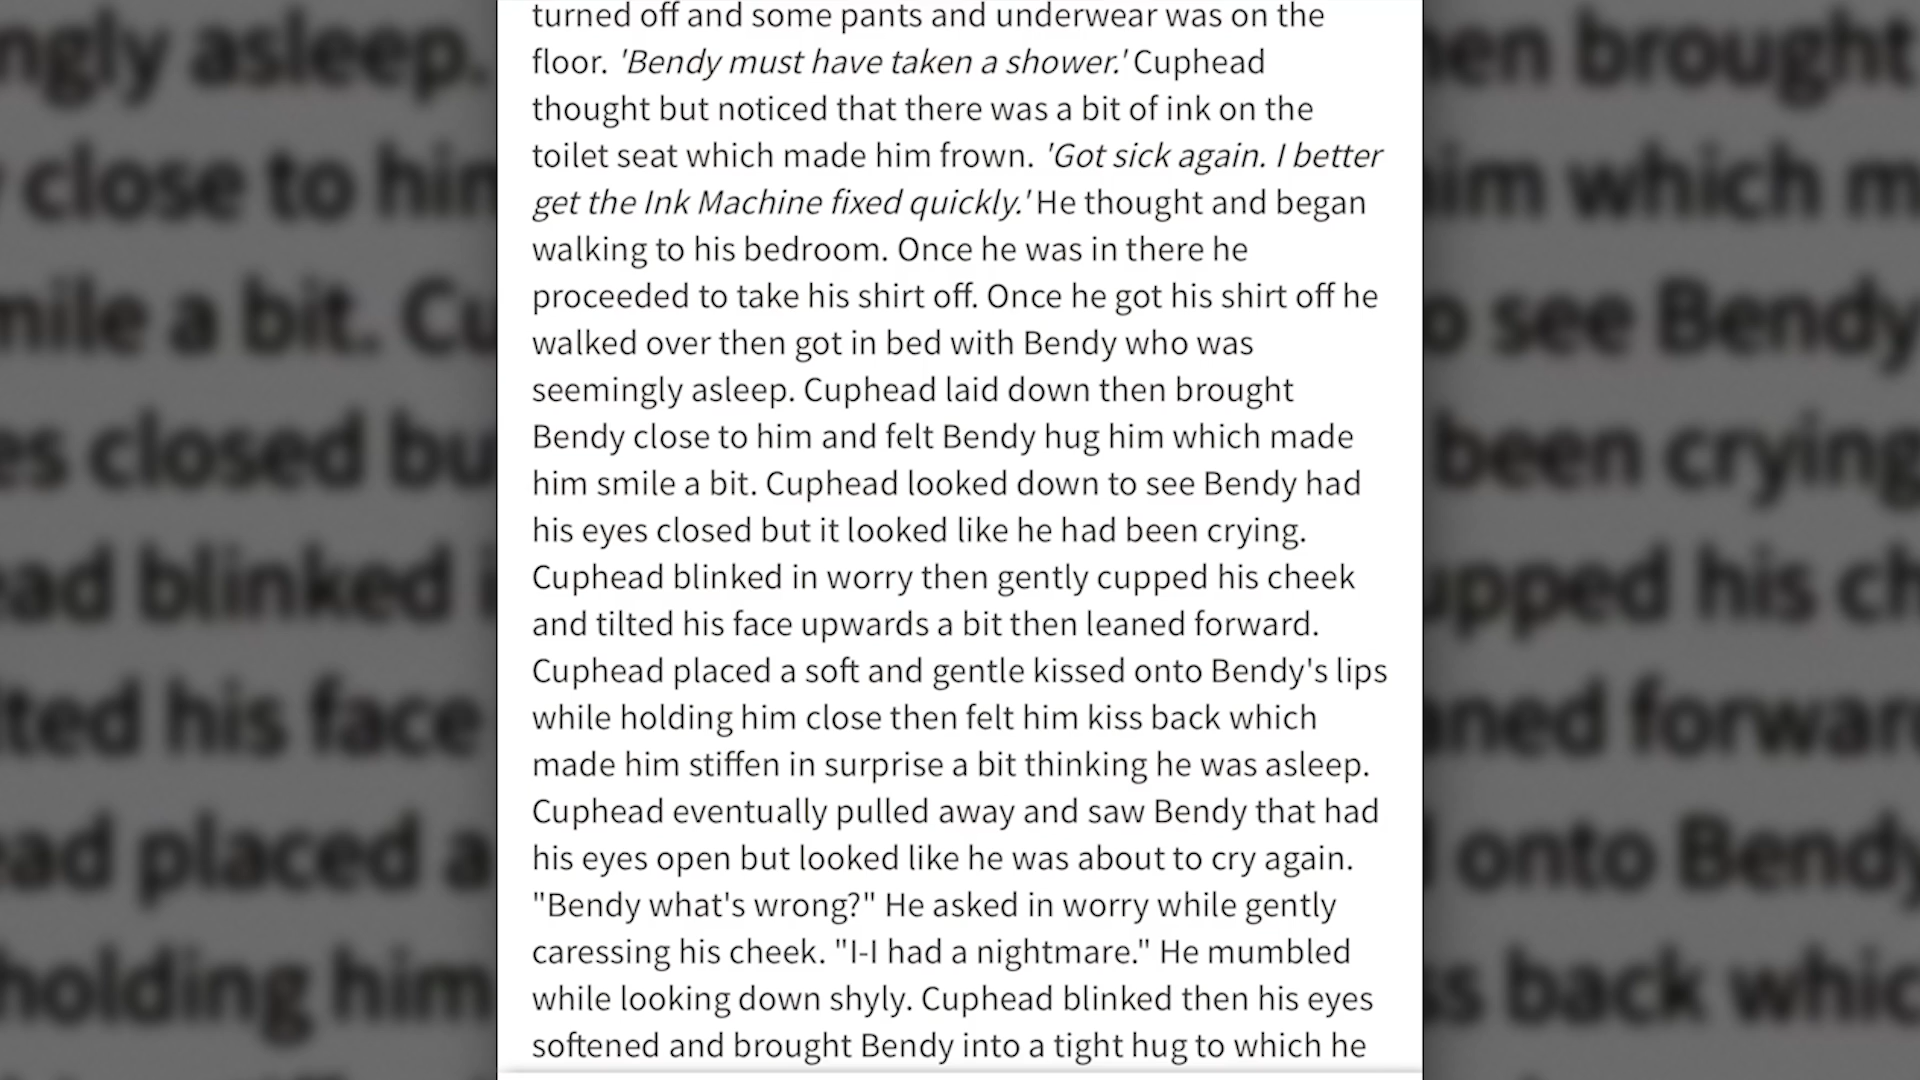 turned off and some pants and underwear was on the
floor. 'Bendy must have taken a shower.' Cuphead
thought but noticed that there was a bit of ink on the
toilet seat which made him frown. 'Got sick again. I better
get the Ink Machine fixed quickly.' He thought and began
walking to his bedroom. Once he was in there he
proceeded to take his shirt off. Once he got his shirt off he
walked over then got in bed with Bendy who was
seemingly asleep. Cuphead laid down then brought
Bendy close to him and felt Bendy hug him which made
him smile a bit. Cuphead looked down to see Bendy had
his eyes closed but it looked like he had been crying.
Cuphead blinked in worry then gently cupped his cheek
and tilted his face upwards a bit then leaned forward.
Cuphead placed a soft and gentle kissed onto Bendy's lips
while holding him close then felt him kiss back which
made him stiffen in surprise a bit thinking he was asleep.
Cuphead eventually pulled away and saw Bendy that had
his eyes open but looked like he was about to cry again.
"Bendy what's wrong?" He asked in worry while gently
caressing his cheek. "I-I had a nightmare." He mumbled
while looking down shyly. Cuphead blinked then his eyes
softened and brought Bendy into a tight hug to which he